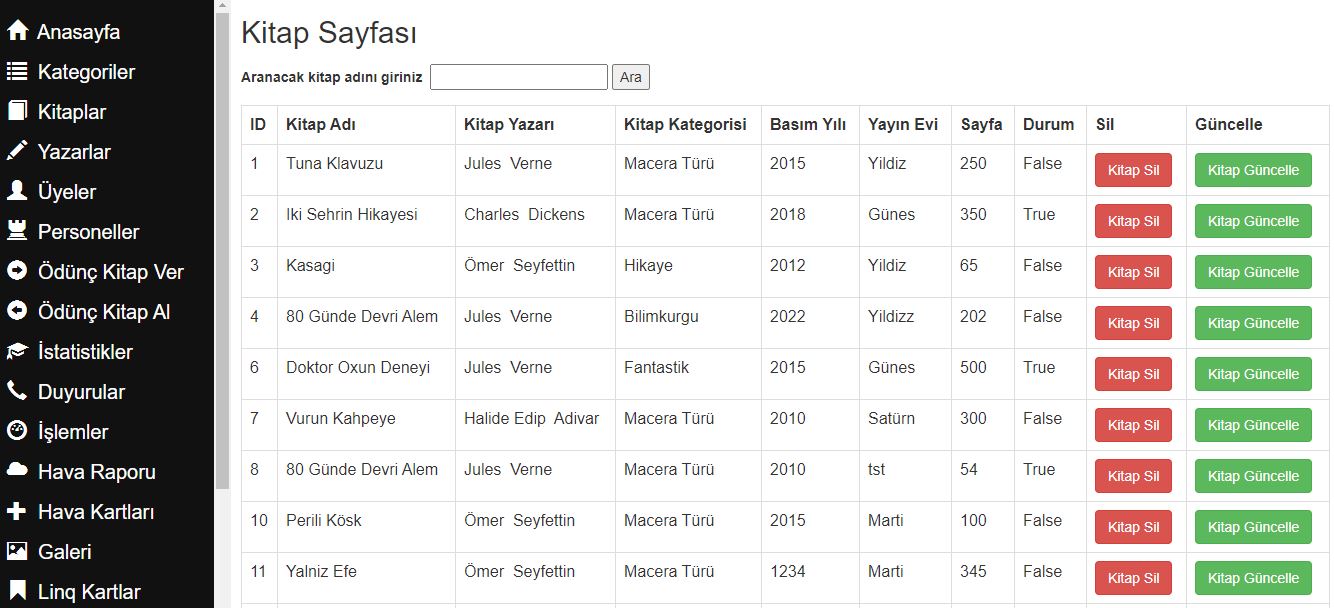 Anasayfa
Kategoriler
Kitaplar
Yazarlar
Üyeler
Personeller
Ödünç Kitap Ver
Ödünç Kitap Al
İstatistikler
Duyurular
İşlemler
Hava Raporu
Hava Kartları
Galeri
Linq Kartlar
Kitap Sayfası
Aranacak kitap adını giriniz Ara
ID Kitap Adı Kitap Yazarı Kitap Kategorisi Basım Yılı Yayın Evi Sayfa Durum Sil Güncelle
1 Tuna Klavuzu Jules Verne Macera Türü 2015 Yildiz 250 False Kitap Sil Kitap Güncelle
2 Iki Sehrin Hikayesi Charles Dickens Macera Türü 2018 Günes 350 True Kitap Sil Kitap Güncelle
3 Kasagi Ömer Seyfettin Hikaye 2012 Yildiz 65 False Kitap Sil Kitap Güncelle
4 80 Günde Devri Alem Jules Verne Bilimkurgu 2022 Yildizz 202 False Kitap Sil Kitap Güncelle
6 Doktor Oxun Deneyi Jules Verne Fantastik 2015 Günes 500 True Kitap Sil Kitap Güncelle
7 Vurun Kahpeye Halide Edip Adivar Macera Türü 2010 Satürn 300 False Kitap Sil Kitap Güncelle
8 80 Günde Devri Alem Jules Verne Macera Türü 2010 tst 54 True Kitap Sil Kitap Güncelle
10 Perili Kösk Ömer Seyfettin Macera Türü 2015 Marti 100 False Kitap Sil Kitap Güncelle
11 Yalniz Efe Ömer Seyfettin Macera Türü 1234 Marti 345 False Kitap Sil Kitap Güncelle